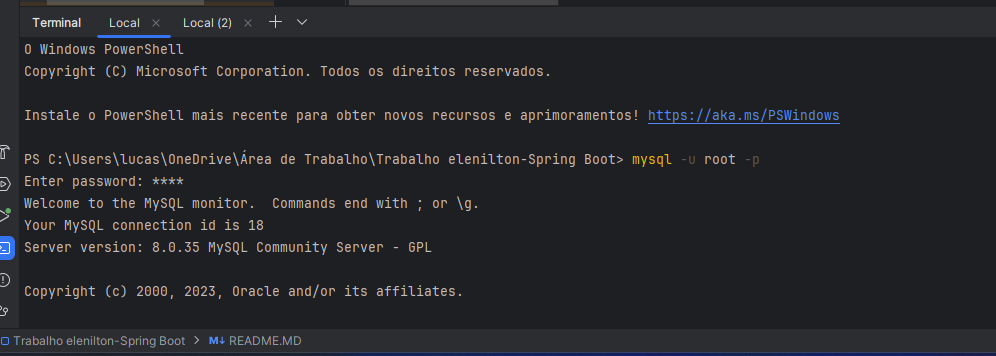 Terminal Local × Local (2) ×
O Windows PowerShell
Copyright (C) Microsoft Corporation. Todos os direitos reservados.
Instale o PowerShell mais recente para obter novos recursos e aprimoramentos! https://aka.ms/PSWindows
PS C:\Users\lucas\OneDrive\Área de Trabalho\Trabalho elenilton-Spring Boot> mysql -u root -p
Enter password: ****
Welcome to the MySQL monitor.  Commands end with ; or \g.
Your MySQL connection id is 18
Server version: 8.0.35 MySQL Community Server - GPL
Copyright (c) 2000, 2023, Oracle and/or its affiliates.
Trabalho elenilton-Spring Boot > M↓ README.MD